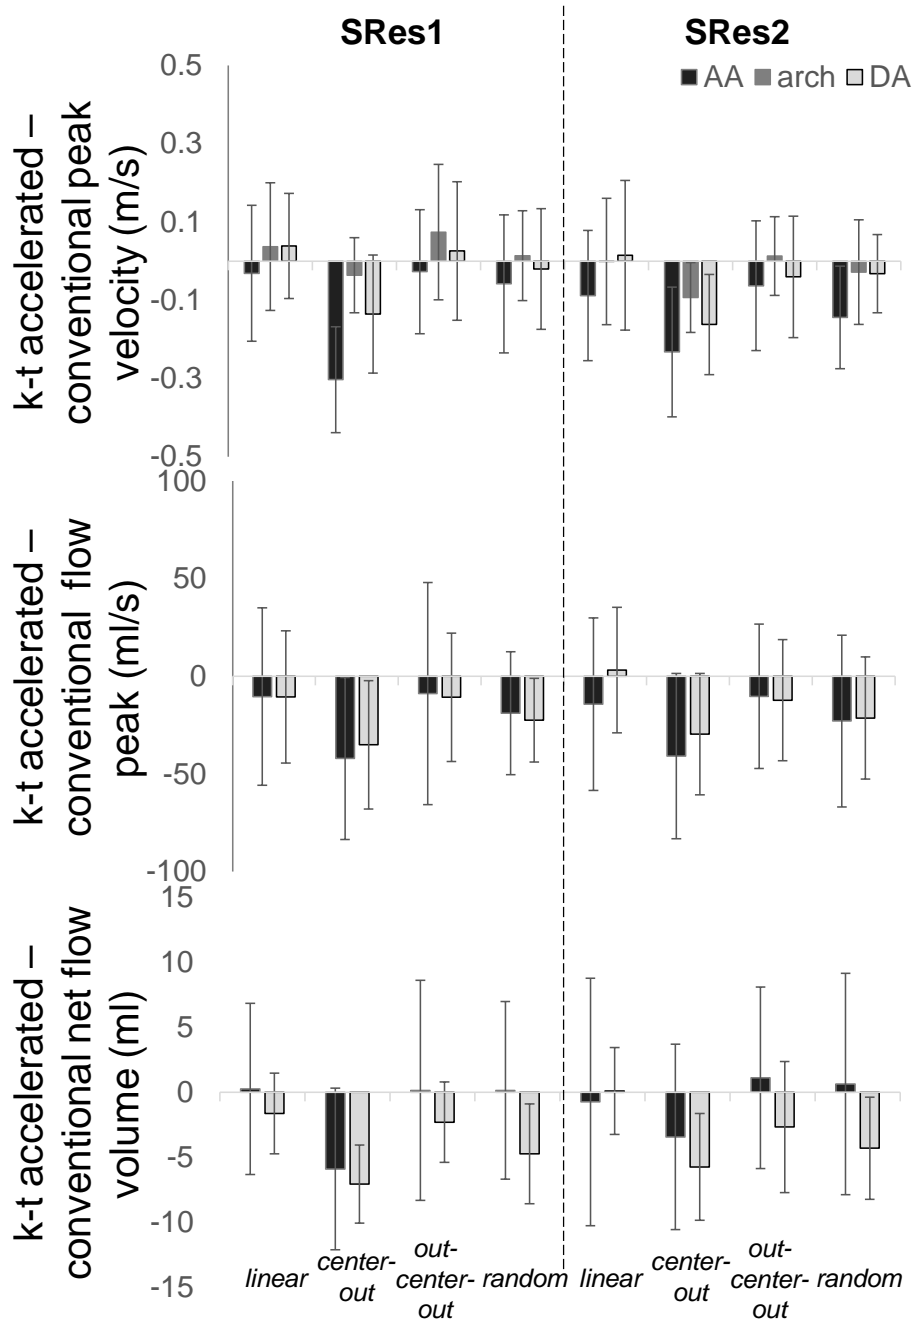 SRes1
SRes2
AA
arch
DA
k-t accelerated –
conventional peak
velocity (m/s)
0.5
0.3
0.1
-0.1
-0.3
-0.5
k-t accelerated –
conventional flow
peak (ml/s)
100
50
0
-50
-100
k-t accelerated –
conventional net flow
volume (ml)
15
10
5
0
-5
-10
-15
linear
center-
out
out-
center-
out
random
linear
center-
out
out-
center-
out
random